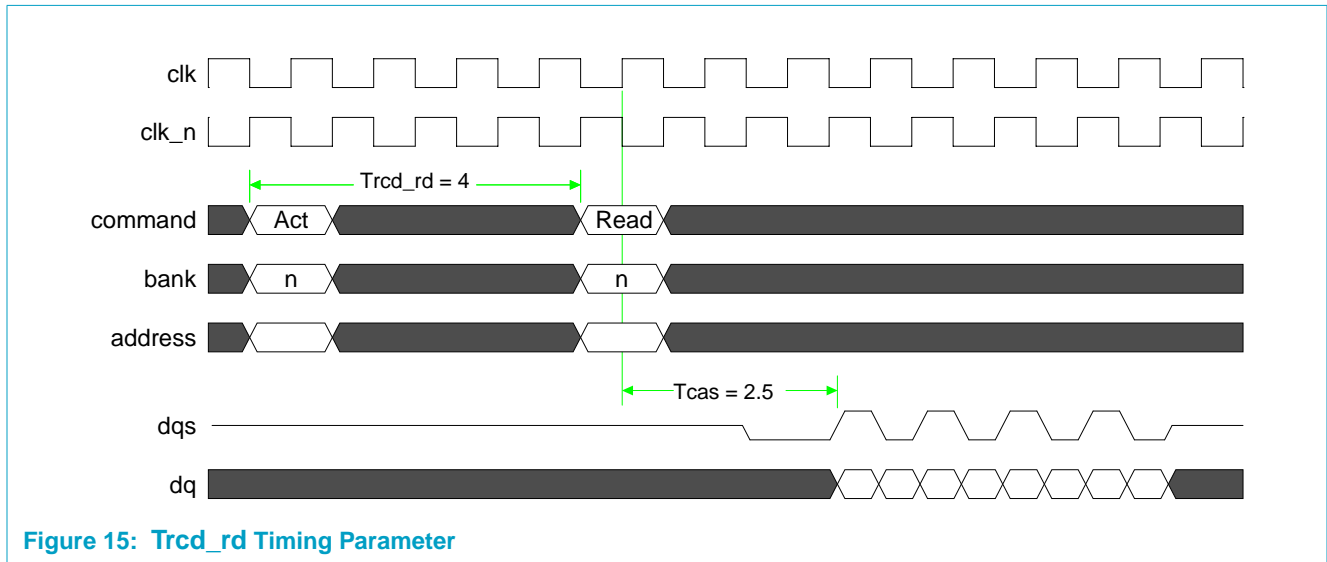 clk
clk_n
Trcd_rd = 4
command Act Read
bank n n
address
Tcas = 2.5
dqs
dq
Figure 15: Trcd_rd Timing Parameter